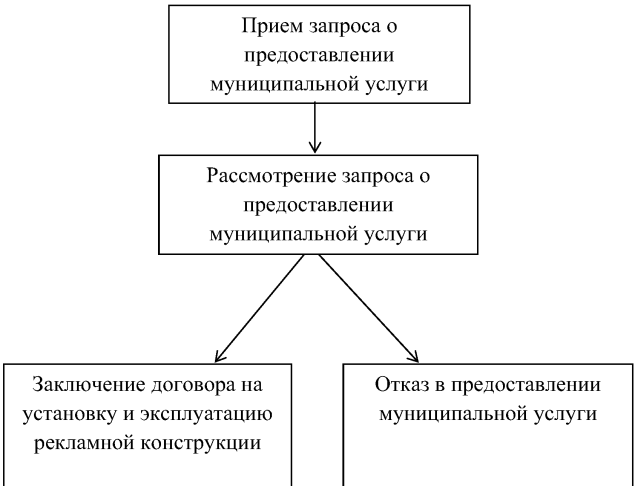 Прием запроса о
предоставлении
муниципальной услуги
Рассмотрение запроса о
предоставлении
муниципальной услуги
Заключение договора на
установку и эксплуатацию
рекламной конструкции
Отказ в предоставлении
муниципальной услуги